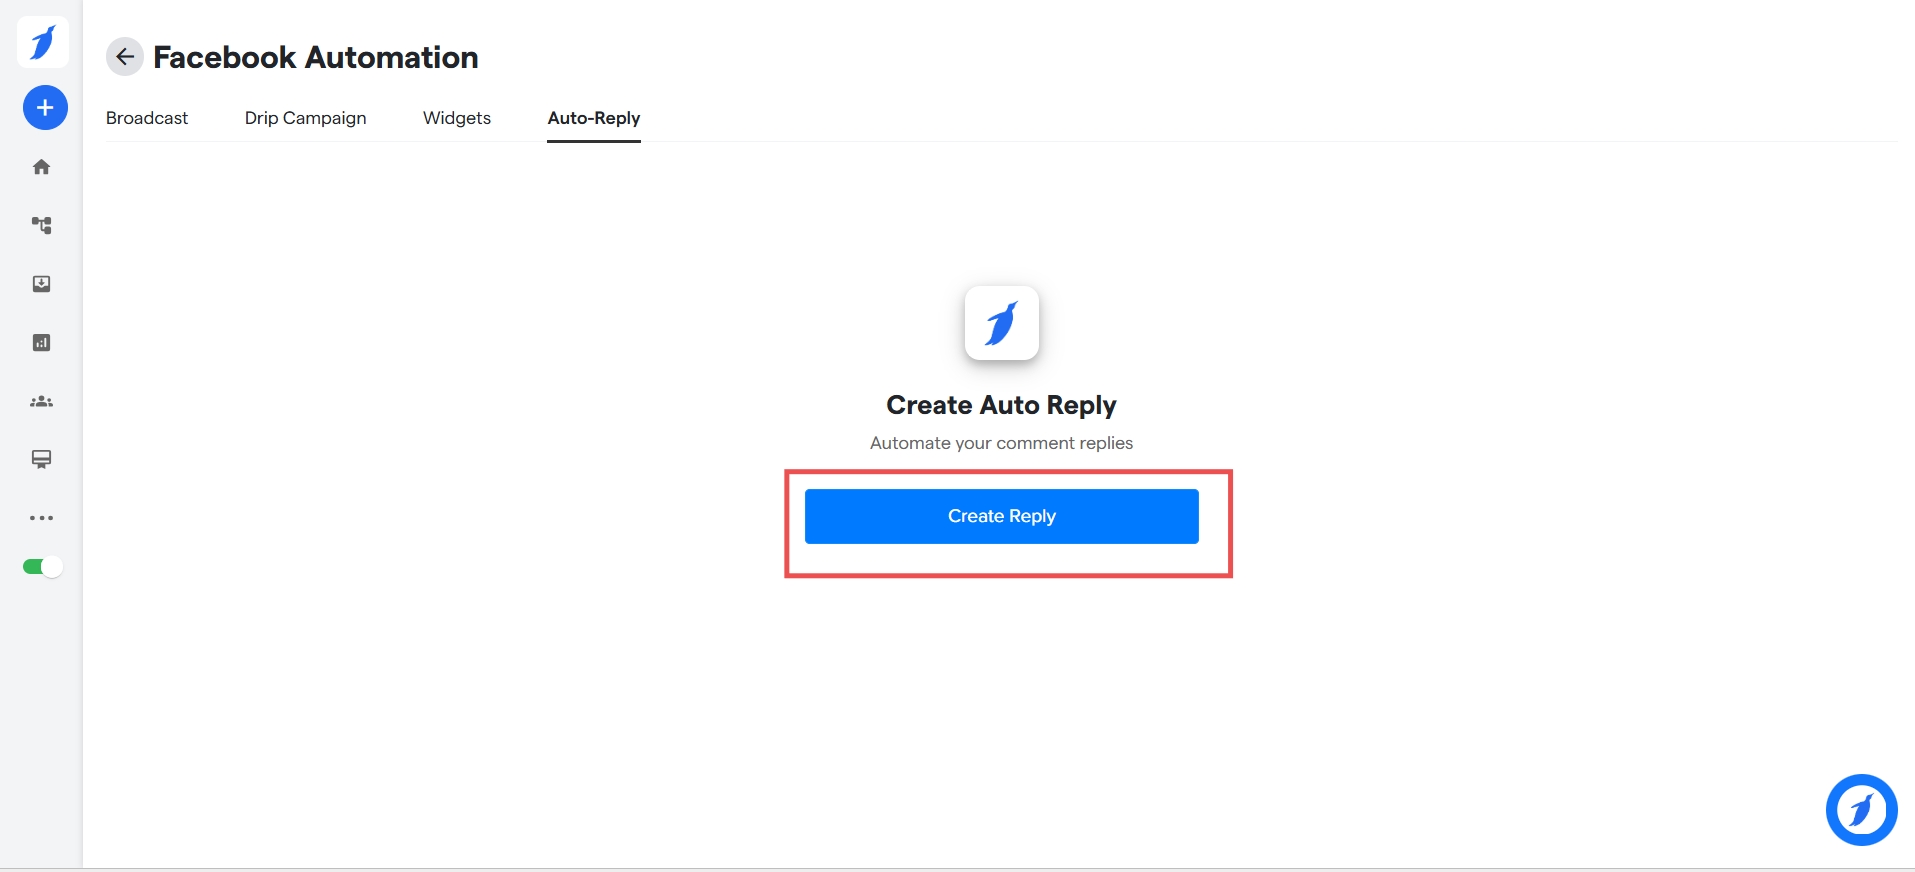 Facebook Automation
Broadcast Drip Campaign Widgets Auto-Reply
Create Auto Reply
Automate your comment replies
Create Reply